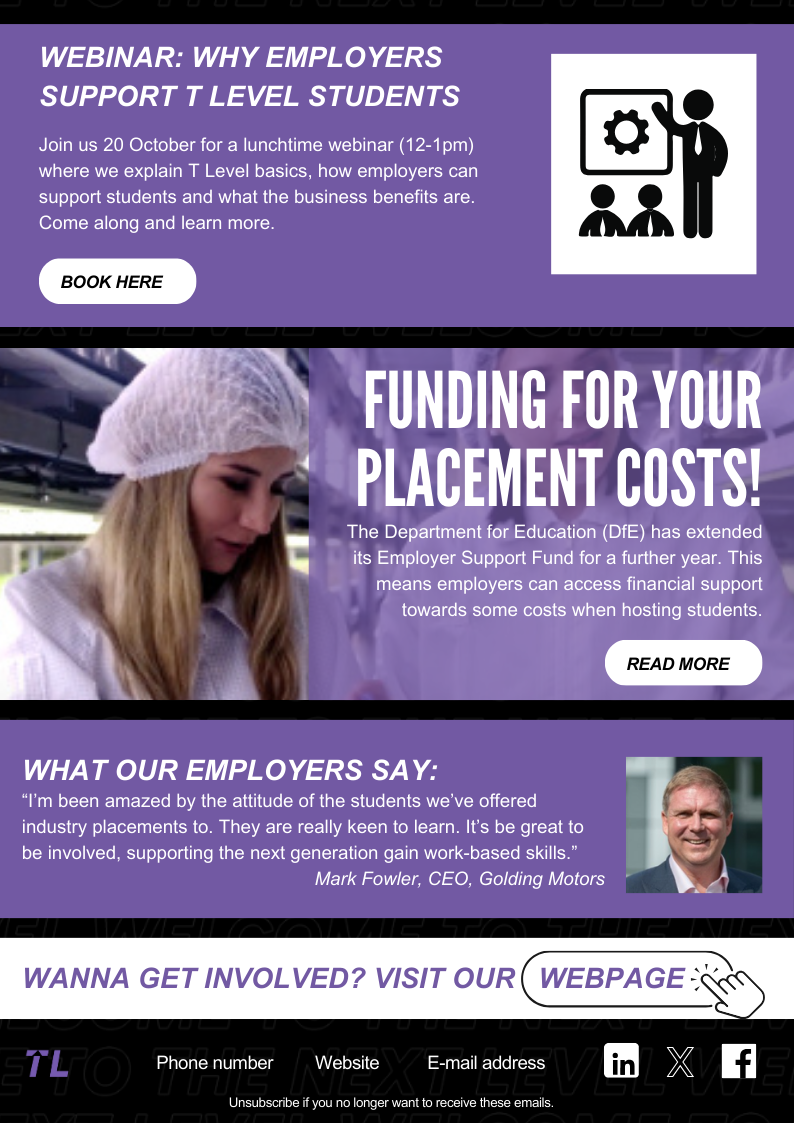 WEBINAR: WHY EMPLOYERS
SUPPORT T LEVEL STUDENTS
Join us 20 October for a lunchtime webinar (12-1pm)
where we explain T Level basics, how employers can
support students and what the business benefits are.
Come along and learn more.
BOOK HERE
FUNDING FOR YOUR
PLACEMENT COSTS!
The Department for Education (DfE) has extended
its Employer Support Fund for a further year. This
means employers can access financial support
towards some costs when hosting students.
READ MORE
WHAT OUR EMPLOYERS SAY:
“I’m been amazed by the attitude of the students we’ve offered
industry placements to. They are really keen to learn. It’s be great to
be involved, supporting the next generation gain work-based skills.”
Mark Fowler, CEO, Golding Motors
WANNA GET INVOLVED? VISIT OUR WEBPAGE
TL
Phone number Website E-mail address
in X f
Unsubscribe if you no longer want to receive these emails.